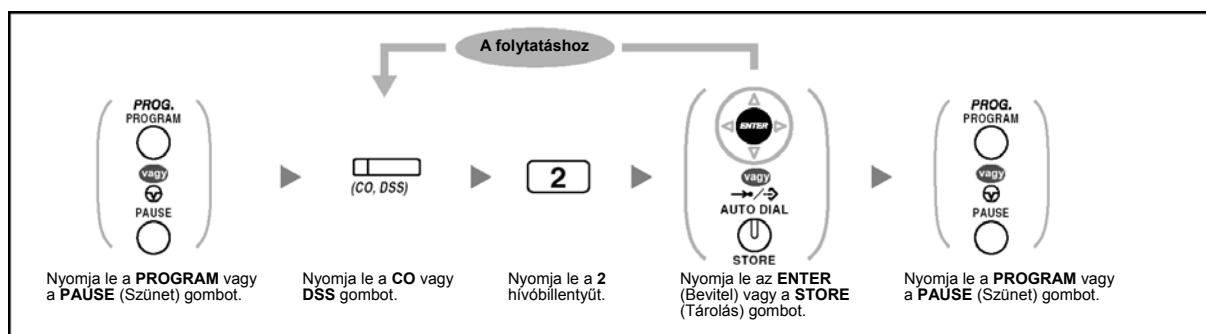 A folytatáshoz
PROG.
PROGRAM
vagy
PAUSE
(CO, DSS)
2
ENTER
vagy
AUTO DIAL
STORE
PROG.
PROGRAM
vagy
PAUSE
Nyomja le a PROGRAM vagy
a PAUSE (Szünet) gombot.
Nyomja le a CO vagy
DSS gombot.
Nyomja le a 2
hívóbillentyűt.
Nyomja le az ENTER
(Bevitel) vagy a STORE
(Tárolás) gombot.
Nyomja le a PROGRAM vagy
a PAUSE (Szünet) gombot.